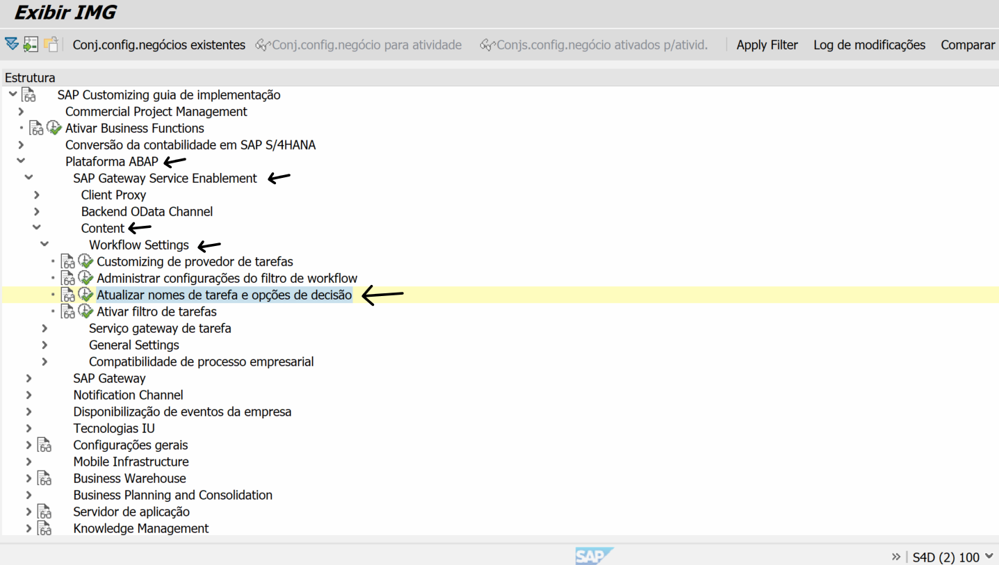 Exibir IMG
Conj.config.negócios existentes Conj.config.negócio para atividade Conjs.config.negócio ativados p/ativid. Apply Filter Log de modificações Comparar
Estrutura
SAP Customizing guia de implementação
Commercial Project Management
Ativar Business Functions
Conversão da contabilidade em SAP S/4HANA
Plataforma ABAP
SAP Gateway Service Enablement
Client Proxy
Backend OData Channel
Content
Workflow Settings
Customizing de provedor de tarefas
Administrar configurações do filtro de workflow
Atualizar nomes de tarefa e opções de decisão
Ativar filtro de tarefas
Serviço gateway de tarefa
General Settings
Compatibilidade de processo empresarial
SAP Gateway
Notification Channel
Disponibilização de eventos da empresa
Tecnologias IU
Configurações gerais
Mobile Infrastructure
Business Warehouse
Business Planning and Consolidation
Servidor de aplicação
Knowledge Management
SAP S4D (2) 100